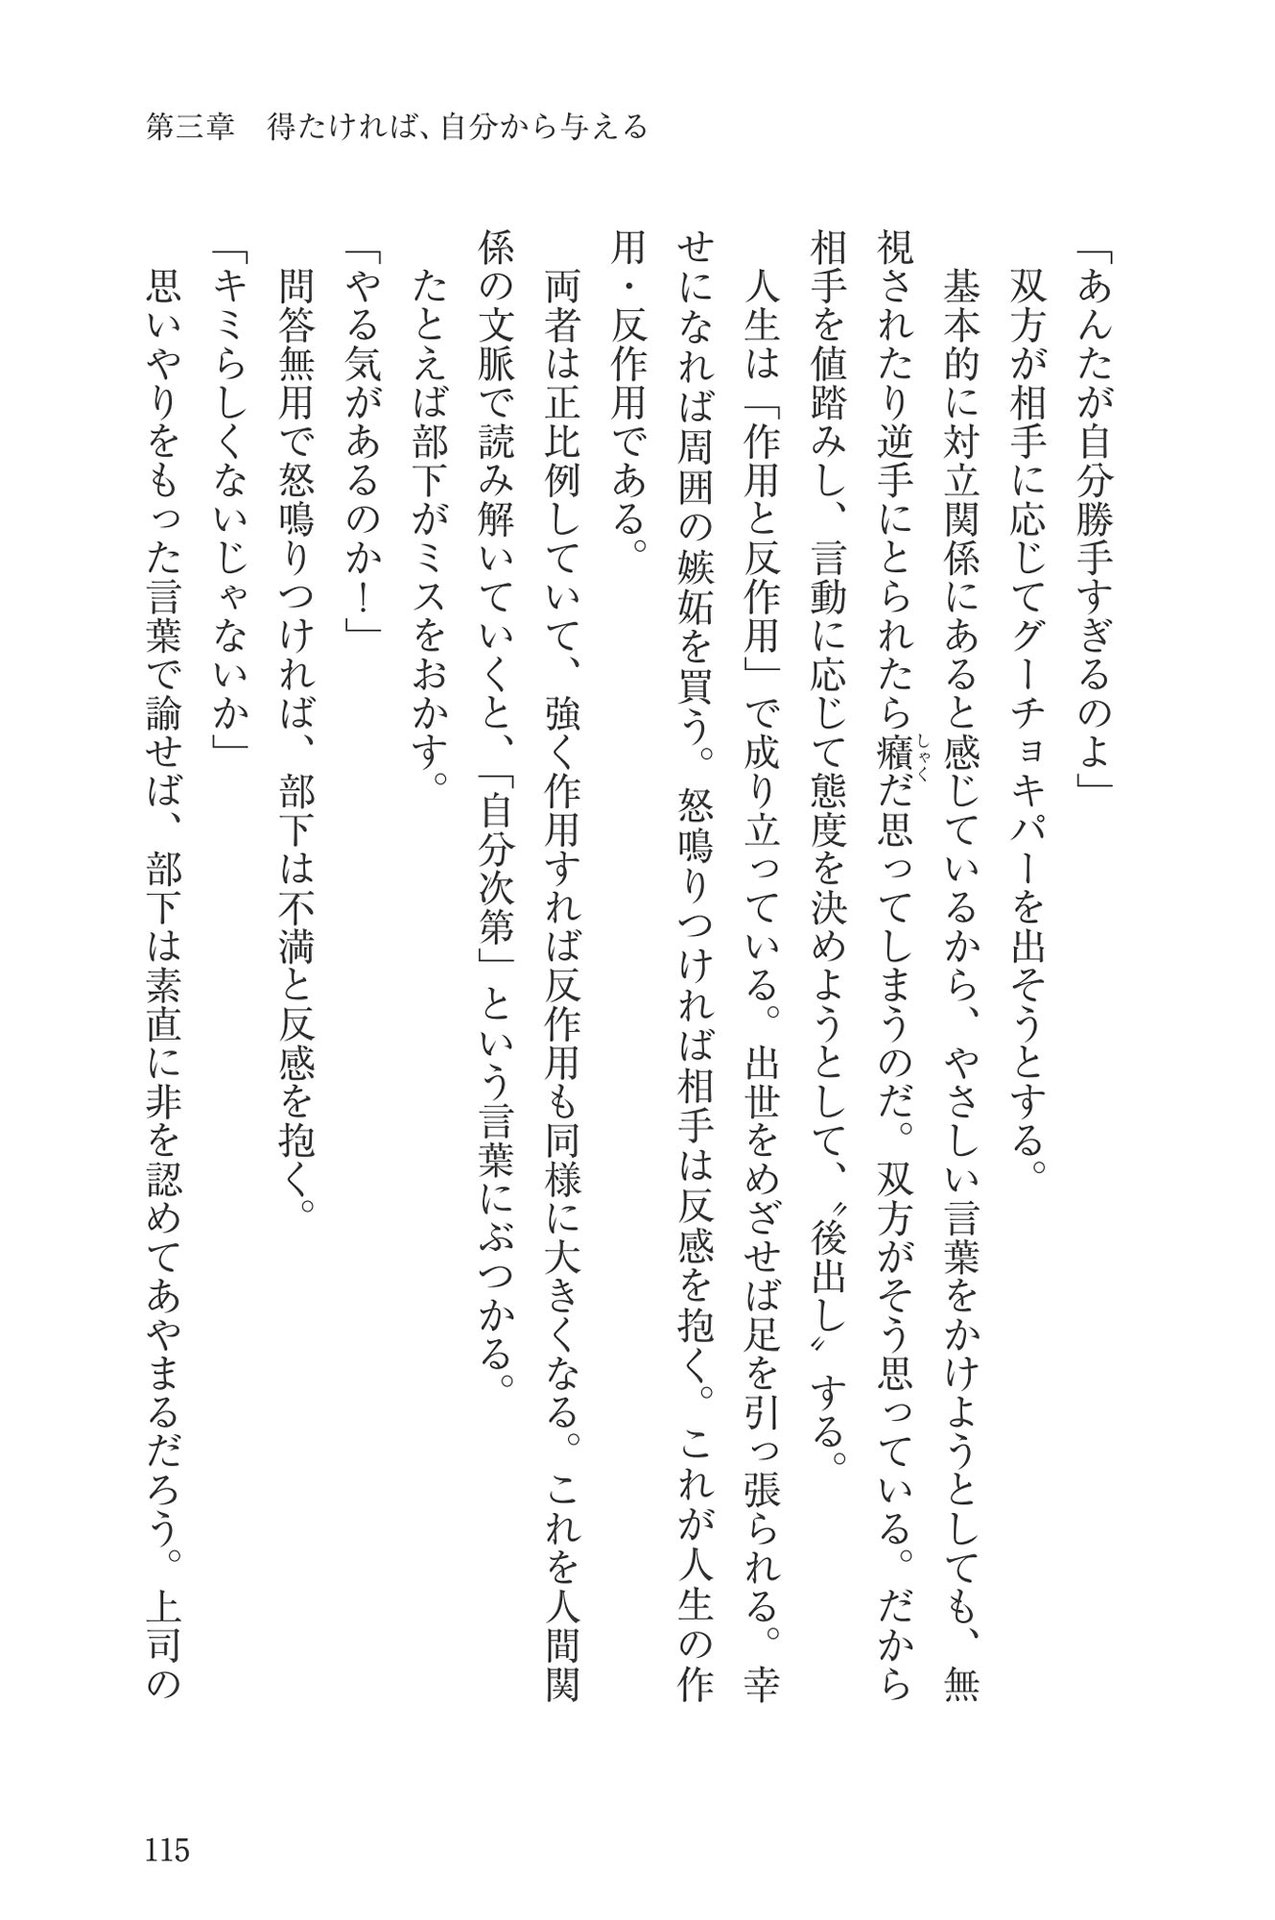 第三章　得たければ、自分から与える
「あんたが自分勝手すぎるのよ」
　双方が相手に応じてグーチョキパーを出そうとする。
　基本的に対立関係にあると感じているから、やさしい言葉をかけようとしても、無
視されたり逆手にとられたら癪だ思ってしまうのだ。双方がそう思っている。だから
相手を値踏みし、言動に応じて態度を決めようとして、〝後出し〟する。
　人生は「作用と反作用」で成り立っている。出世をめざせば足を引っ張られる。幸
せになれば周囲の嫉妬を買う。怒鳴りつければ相手は反感を抱く。これが人生の作
用・反作用である。
　両者は正比例していて、強く作用すれば反作用も同様に大きくなる。これを人間関
係の文脈で読み解いていくと、「自分次第」という言葉にぶつかる。
　たとえば部下がミスをおかす。
「やる気があるのか！」
　問答無用で怒鳴りつければ、部下は不満と反感を抱く。
「キミらしくないじゃないか」
　思いやりをもった言葉で諭せば、部下は素直に非を認めてあやまるだろう。上司の
しゃく
115